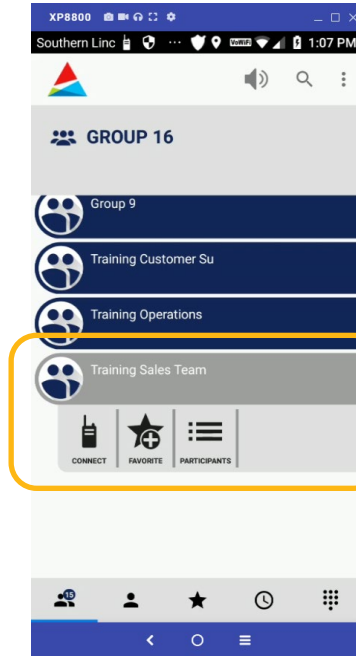 XP8800
Southern Linc ... VoWiFi 1:07 PM
GROUP 16
Group 9
Training Customer Su
Training Operations
Training Sales Team
CONNECT FAVORITE PARTICIPANTS
15